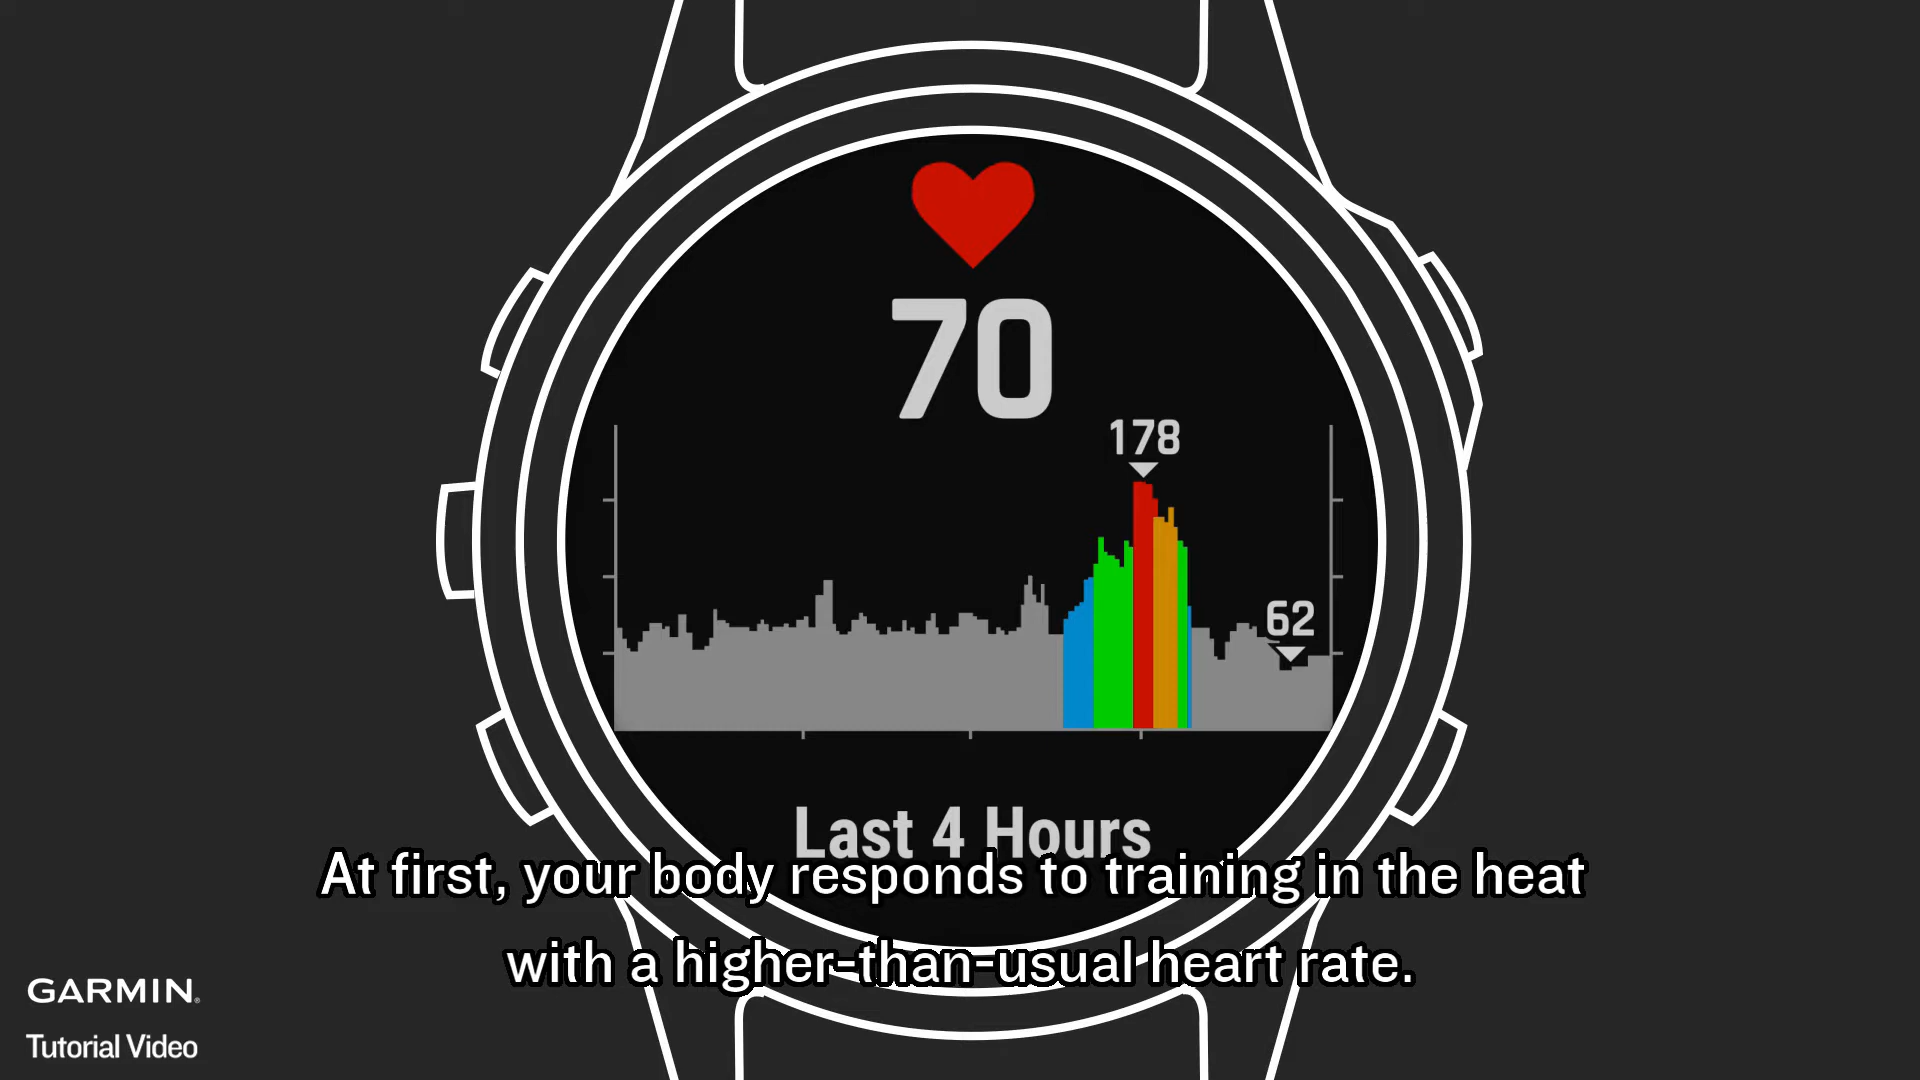 70
178
62
Last 4 Hours
At first, your body responds to training in the heat
with a higher-than-usual heart rate.
GARMIN®
Tutorial Video